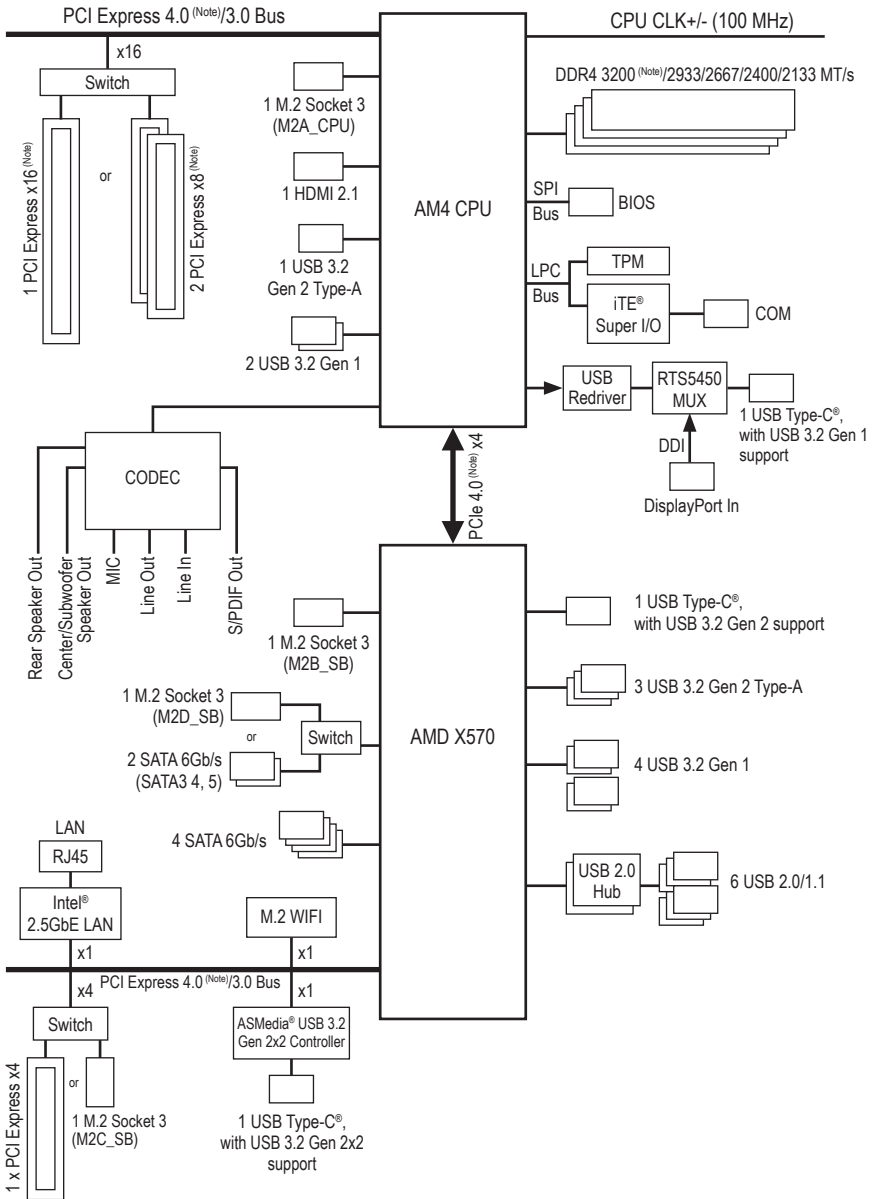 PCI Express 4.0 (Note)/3.0 Bus
CPU CLK+/- (100 MHz)
x16
Switch
1 PCI Express x16 (Note)
or
2 PCI Express x8 (Note)
1 M.2 Socket 3
(M2A_CPU)
1 HDMI 2.1
1 USB 3.2
Gen 2 Type-A
2 USB 3.2 Gen 1
AM4 CPU
DDR4 3200 (Note)/2933/2667/2400/2133 MT/s
SPI
Bus
BIOS
LPC
Bus
TPM
iTE®
Super I/O
COM
USB
Redriver
RTS5450
MUX
1 USB Type-C®,
with USB 3.2 Gen 1
support
DDI
DisplayPort In
CODEC
Rear Speaker Out
Center/Subwoofer
Speaker Out
MIC
Line Out
Line In
S/PDIF Out
PCIe 4.0 (Note) x4
1 M.2 Socket 3
(M2B_SB)
1 M.2 Socket 3
(M2D_SB)
or
Switch
2 SATA 6Gb/s
(SATA3 4, 5)
4 SATA 6Gb/s
AMD X570
1 USB Type-C®,
with USB 3.2 Gen 2 support
3 USB 3.2 Gen 2 Type-A
4 USB 3.2 Gen 1
USB 2.0
Hub
6 USB 2.0/1.1
LAN
RJ45
Intel®
2.5GbE LAN
x1
M.2 WIFI
x1
PCI Express 4.0 (Note)/3.0 Bus
x4
Switch
1 x PCI Express x4
or
1 M.2 Socket 3
(M2C_SB)
x1
ASMedia® USB 3.2
Gen 2x2 Controller
1 USB Type-C®,
with USB 3.2 Gen 2x2
support